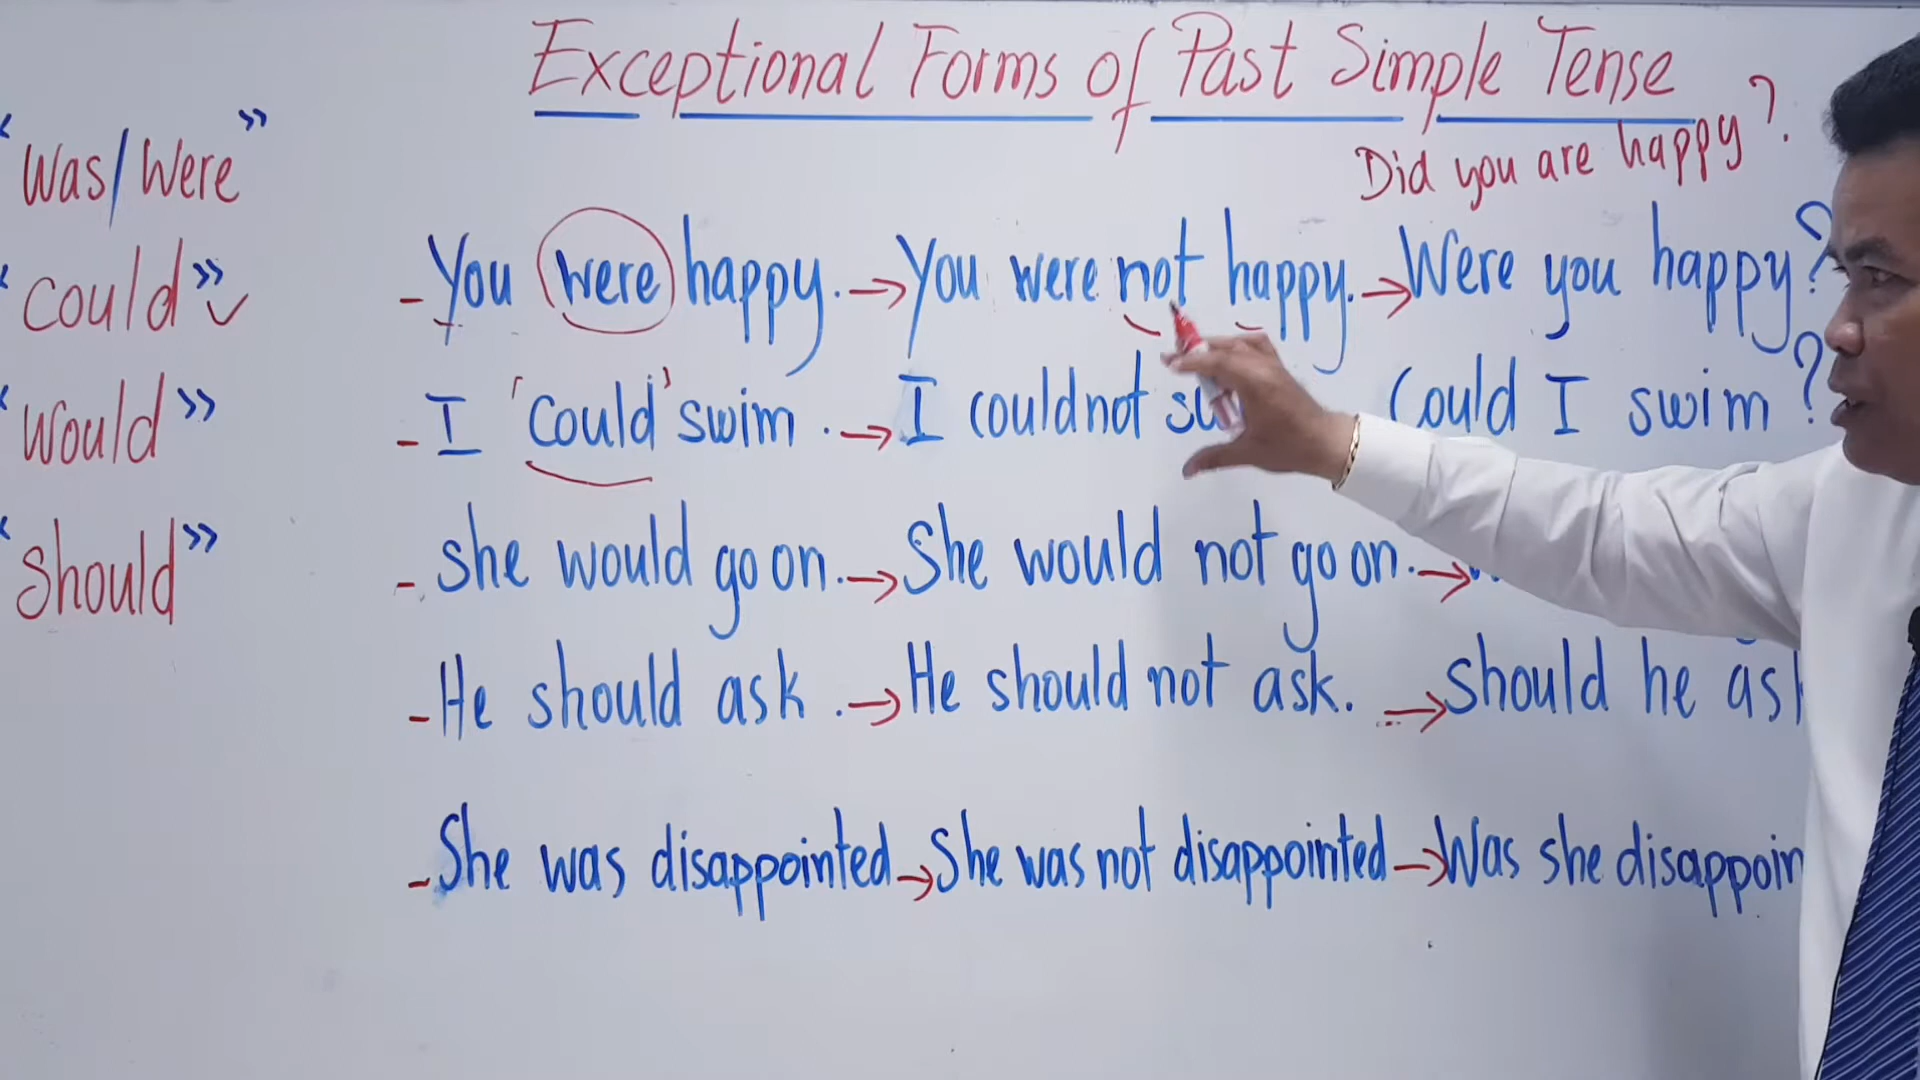 Exceptional Forms of Past Simple Tense
Did you are happy?
"Was/Were"
"Could"
"Would"
"Should"
- You were happy. → You were not happy. → Were you happy?
- I 'could' swim. → I could not Could I swim?
- She would go on. → She would not go on. →
- He should ask. → He should not ask. → Should he
- She was disappointed → She was not disappointed → Was she